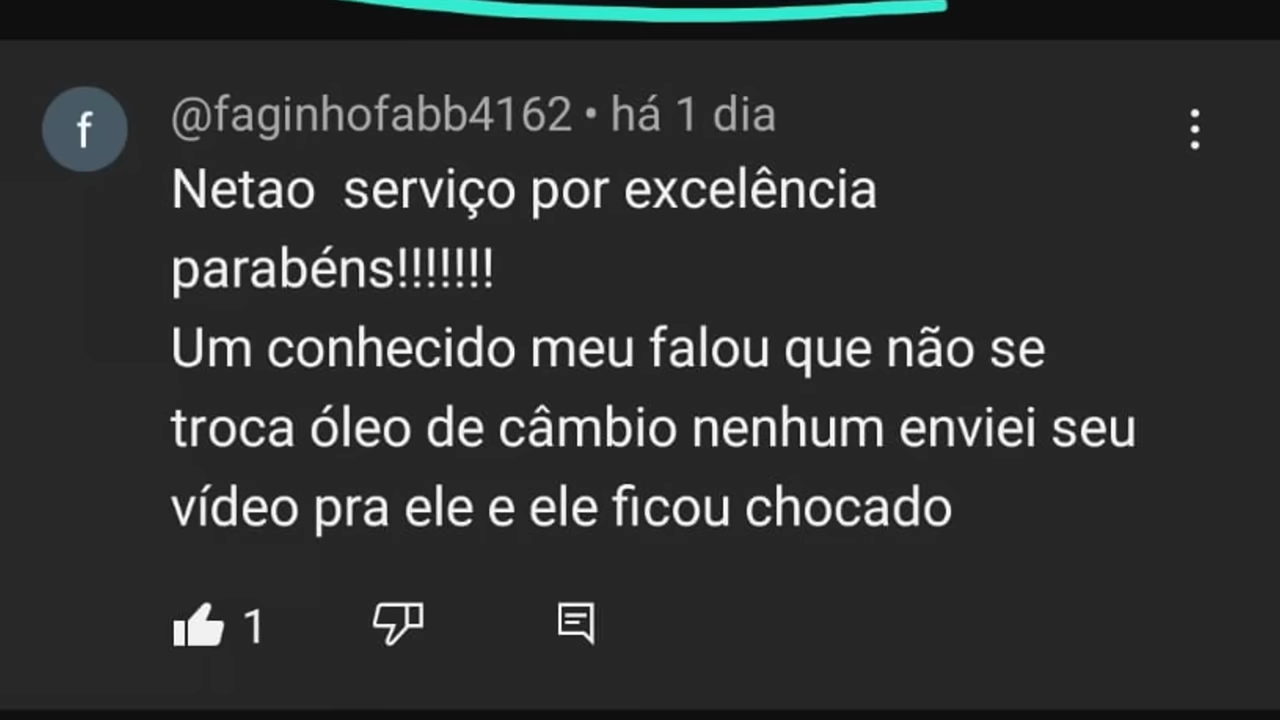 f
@faginhofabb4162 • há 1 dia
Netao  serviço por excelência
parabéns!!!!!!!
Um conhecido meu falou que não se
troca óleo de câmbio nenhum enviei seu
vídeo pra ele e ele ficou chocado
1